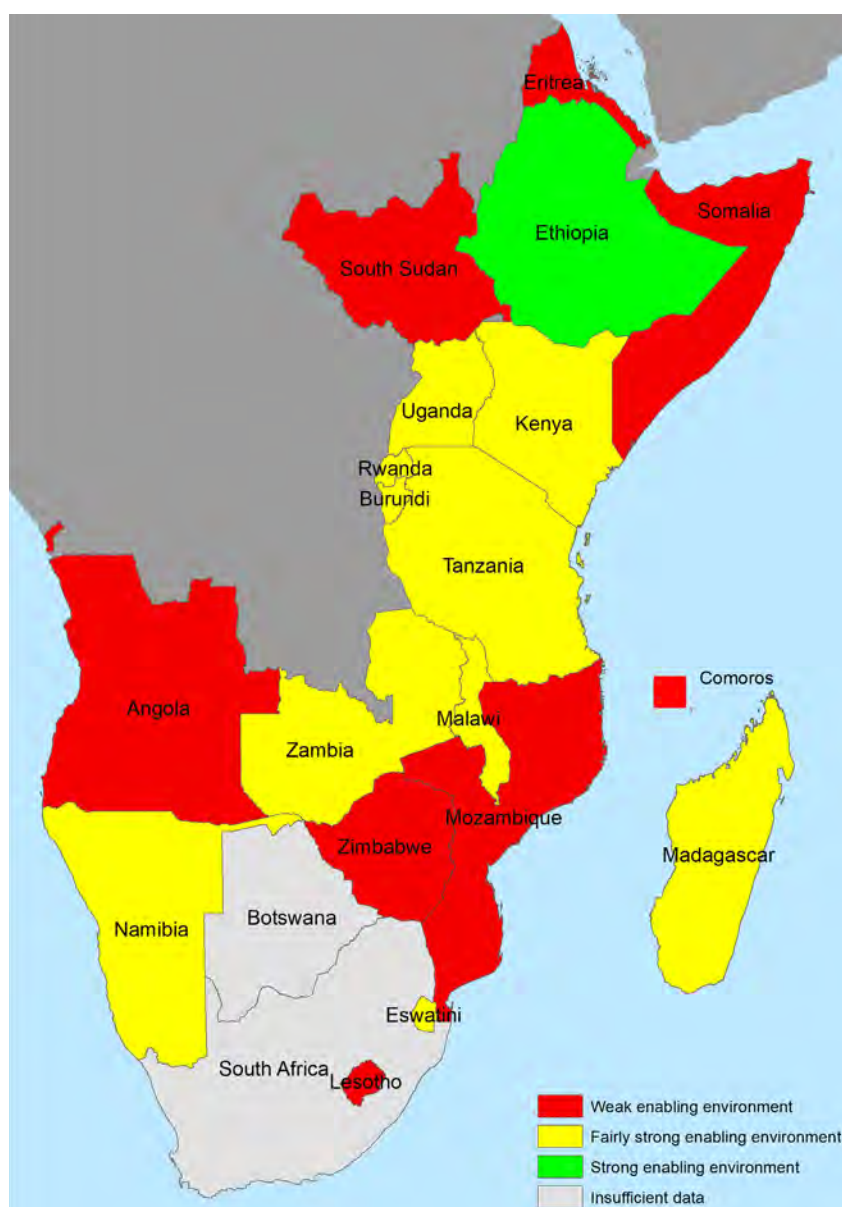 Eritrea
Somalia
Ethiopia
South Sudan
Uganda
Kenya
Rwanda
Burundi
Tanzania
Comoros
Angola
Malawi
Zambia
Mozambique
Zimbabwe
Madagascar
Botswana
Namibia
Eswatini
South Africa
Lesotho
Weak enabling environment
Fairly strong enabling environment
Strong enabling environment
Insufficient data